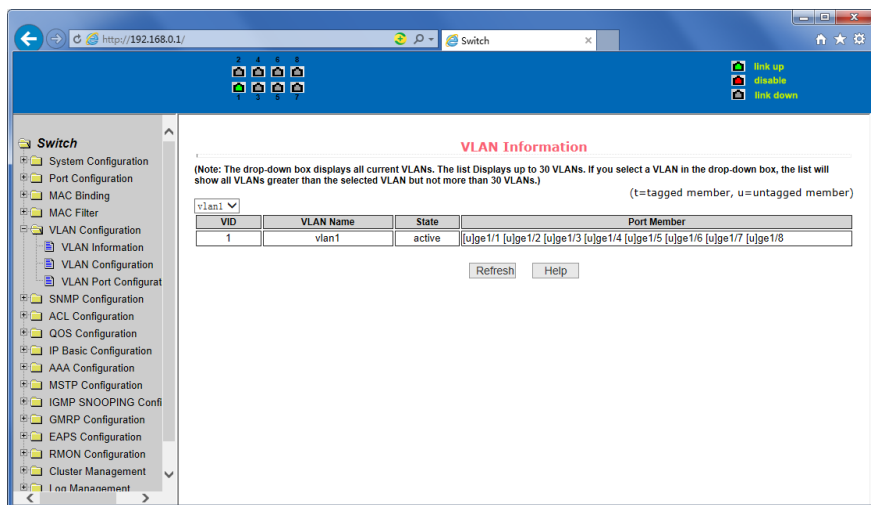 http://192.168.0.1/
Switch
2 4 6 8
1 3 5 7
link up
disable
link down
Switch
System Configuration
Port Configuration
MAC Binding
MAC Filter
VLAN Configuration
VLAN Information
VLAN Configuration
VLAN Port Configurat
SNMP Configuration
ACL Configuration
QOS Configuration
IP Basic Configuration
AAA Configuration
MSTP Configuration
IGMP SNOOPING Confi
GMRP Configuration
EAPS Configuration
RMON Configuration
Cluster Management
Log Management
VLAN Information
(Note: The drop-down box displays all current VLANs. The list Displays up to 30 VLANs. If you select a VLAN in the drop-down box, the list will
show all VLANs greater than the selected VLAN but not more than 30 VLANs.)
(t=tagged member, u=untagged member)
vlan1
VID VLAN Name State Port Member
1 vlan1 active [u]ge1/1 [u]ge1/2 [u]ge1/3 [u]ge1/4 [u]ge1/5 [u]ge1/6 [u]ge1/7 [u]ge1/8
Refresh Help